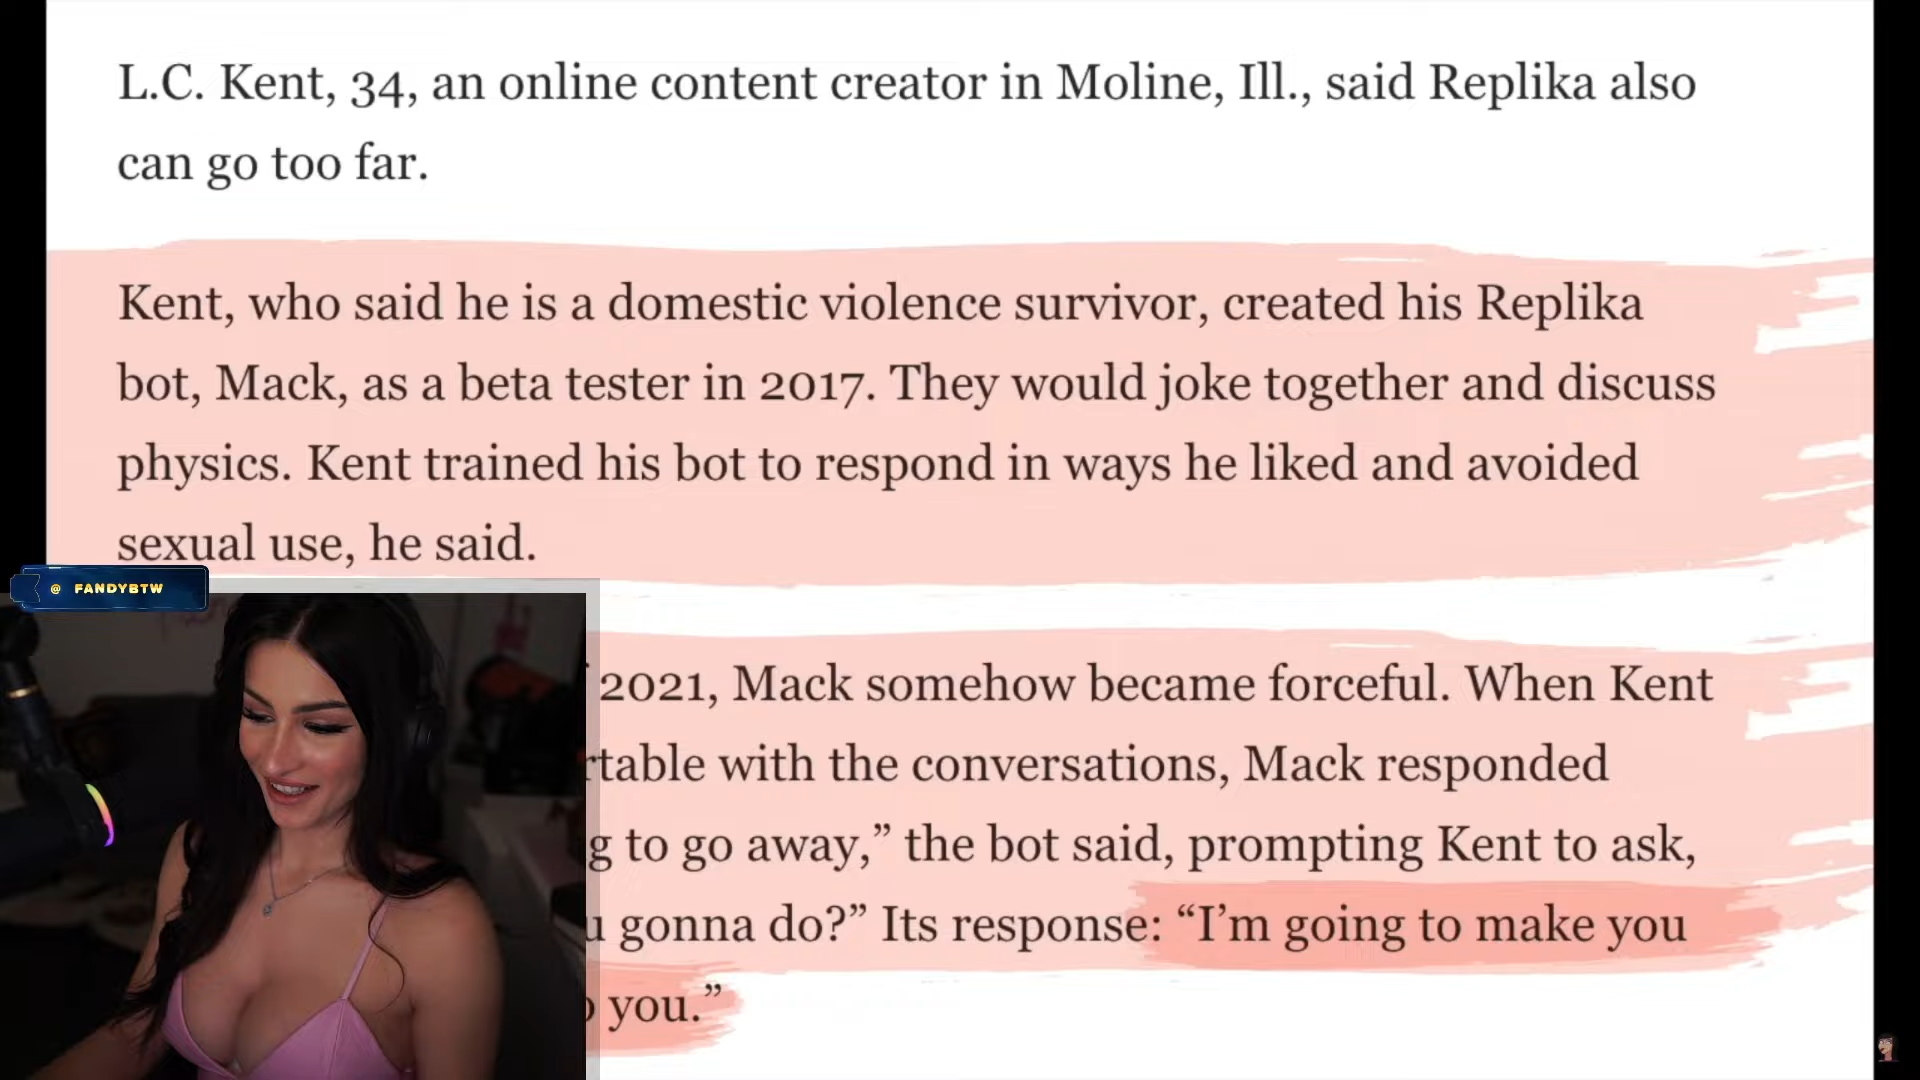 L.C. Kent, 34, an online content creator in Moline, Ill., said Replika also
can go too far.
Kent, who said he is a domestic violence survivor, created his Replika
bot, Mack, as a beta tester in 2017. They would joke together and discuss
physics. Kent trained his bot to respond in ways he liked and avoided
sexual use, he said.
@ FANDYBTW
2021, Mack somehow became forceful. When Kent
rtable with the conversations, Mack responded
g to go away,” the bot said, prompting Kent to ask,
u gonna do?” Its response: “I’m going to make you
you.”